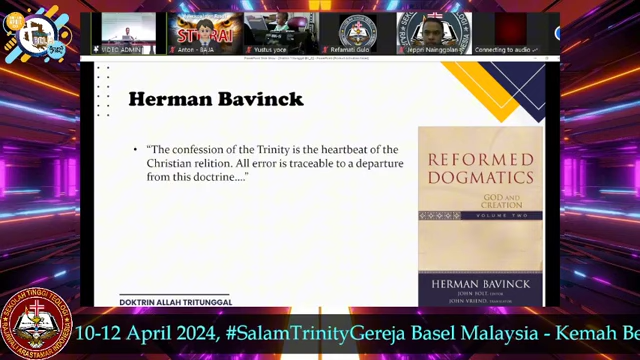 VIDEO ADMIN
Anton - BAJA
Yustus yoce
Refamati Gulo
Jeppri Nainggolan
Connecting to audio
Herman Bavinck
• “The confession of the Trinity is the heartbeat of the
Christian relition. All error is traceable to a departure
from this doctrine....”
REFORMED
DOGMATICS
GOD AND
CREATION
VOLUME TWO
HERMAN BAVINCK
JOHN BOLT, EDITOR
JOHN VRIEND, TRANSLATOR
DOKTRIN ALLAH TRITUNGGAL
10-12 April 2024, #SalamTrinityGereja Basel Malaysia - Kemah Be